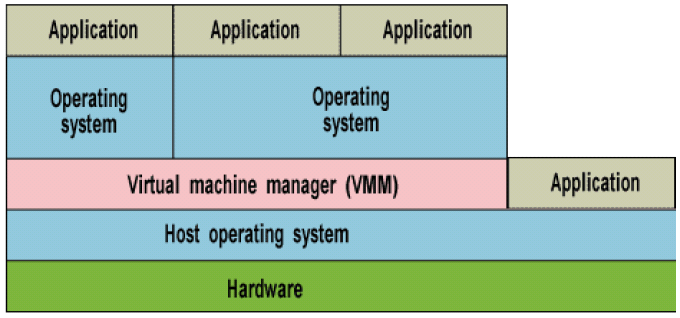 Application
Application
Application
Operating
system
Operating
system
Virtual machine manager (VMM)
Application
Host operating system
Hardware